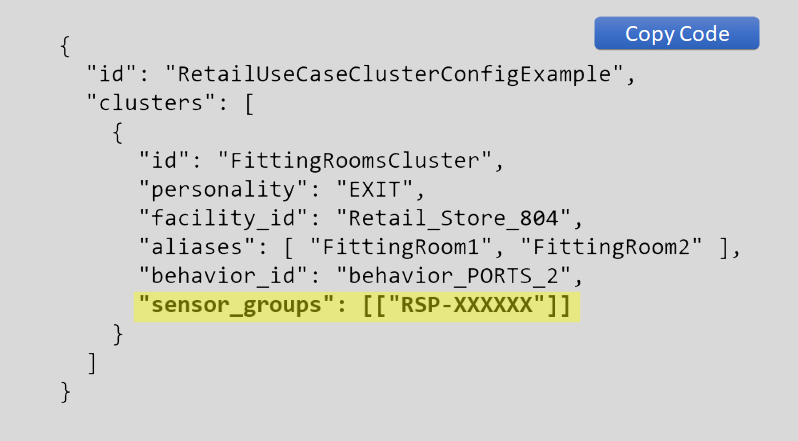 Copy Code
{
"id": "RetailUseCaseClusterConfigExample",
"clusters": [
{
"id": "FittingRoomsCluster",
"personality": "EXIT",
"facility_id": "Retail_Store_804",
"aliases": [ "FittingRoom1", "FittingRoom2" ],
"behavior_id": "behavior_PORTS_2",
"sensor_groups": [["RSP-XXXXXX"]]
}
]
}